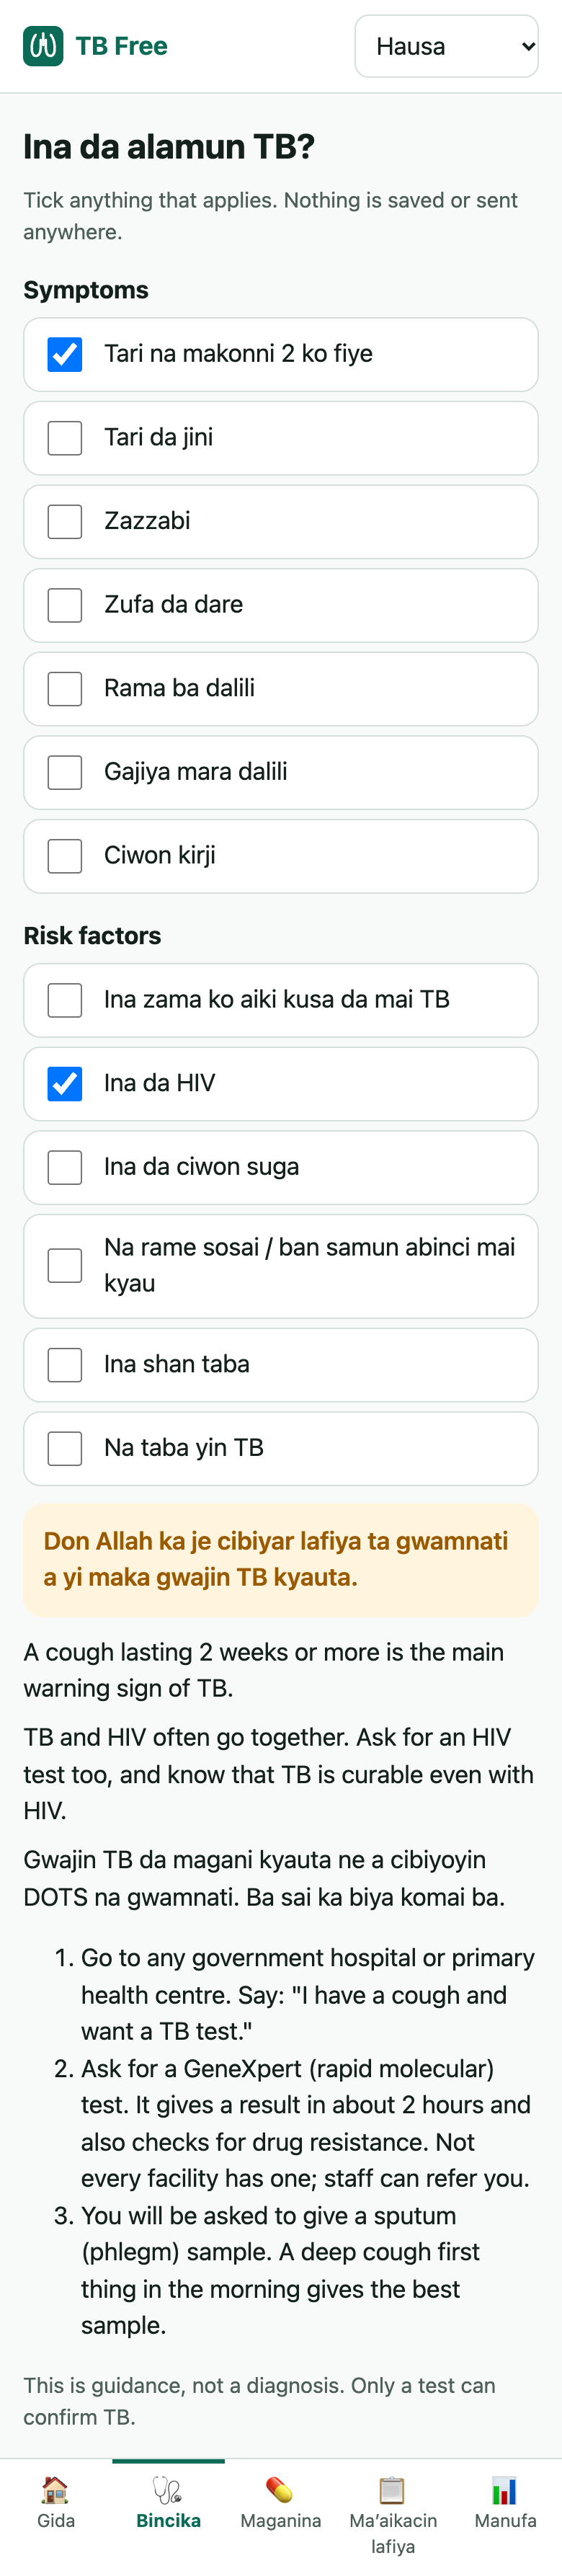 TB Free
Hausa
Ina da alamun TB?
Tick anything that applies. Nothing is saved or sent
anywhere.
Symptoms
Tari na makonni 2 ko fiye
Tari da jini
Zazzabi
Zufa da dare
Rama ba dalili
Gajiya mara dalili
Ciwon kirji
Risk factors
Ina zama ko aiki kusa da mai TB
Ina da HIV
Ina da ciwon suga
Na rame sosai / ban samun abinci mai
kyau
Ina shan taba
Na taba yin TB
Don Allah ka je cibiyar lafiya ta gwamnati
a yi maka gwajin TB kyauta.
A cough lasting 2 weeks or more is the main
warning sign of TB.
TB and HIV often go together. Ask for an HIV
test too, and know that TB is curable even with
HIV.
Gwajin TB da magani kyauta ne a cibiyoyin
DOTS na gwamnati. Ba sai ka biya komai ba.
1. Go to any government hospital or primary
health centre. Say: "I have a cough and
want a TB test."
2. Ask for a GeneXpert (rapid molecular)
test. It gives a result in about 2 hours and
also checks for drug resistance. Not
every facility has one; staff can refer you.
3. You will be asked to give a sputum
(phlegm) sample. A deep cough first
thing in the morning gives the best
sample.
This is guidance, not a diagnosis. Only a test can
confirm TB.
Gida
Bincika
Maganina
Ma’aikacin
lafiya
Manufa